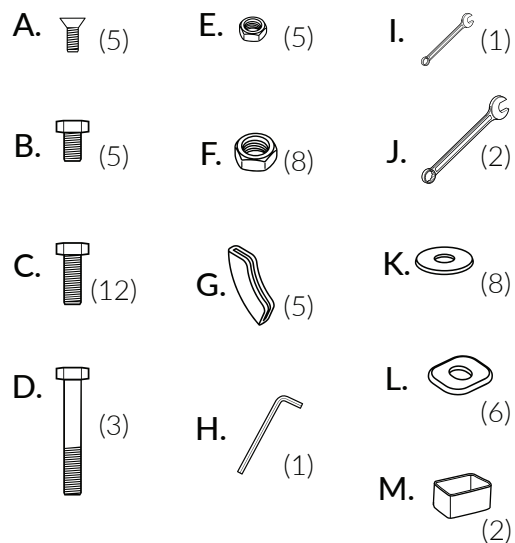 A. (5)
B. (5)
C. (12)
D. (3)
E. (5)
F. (8)
G. (5)
H. (1)
I. (1)
J. (2)
K. (8)
L. (6)
M. (2)